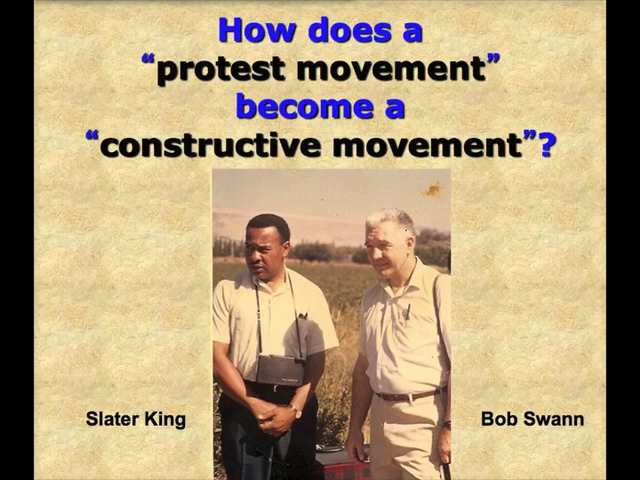 How does a
“protest movement”
become a
“constructive movement”?
Slater King
Bob Swann